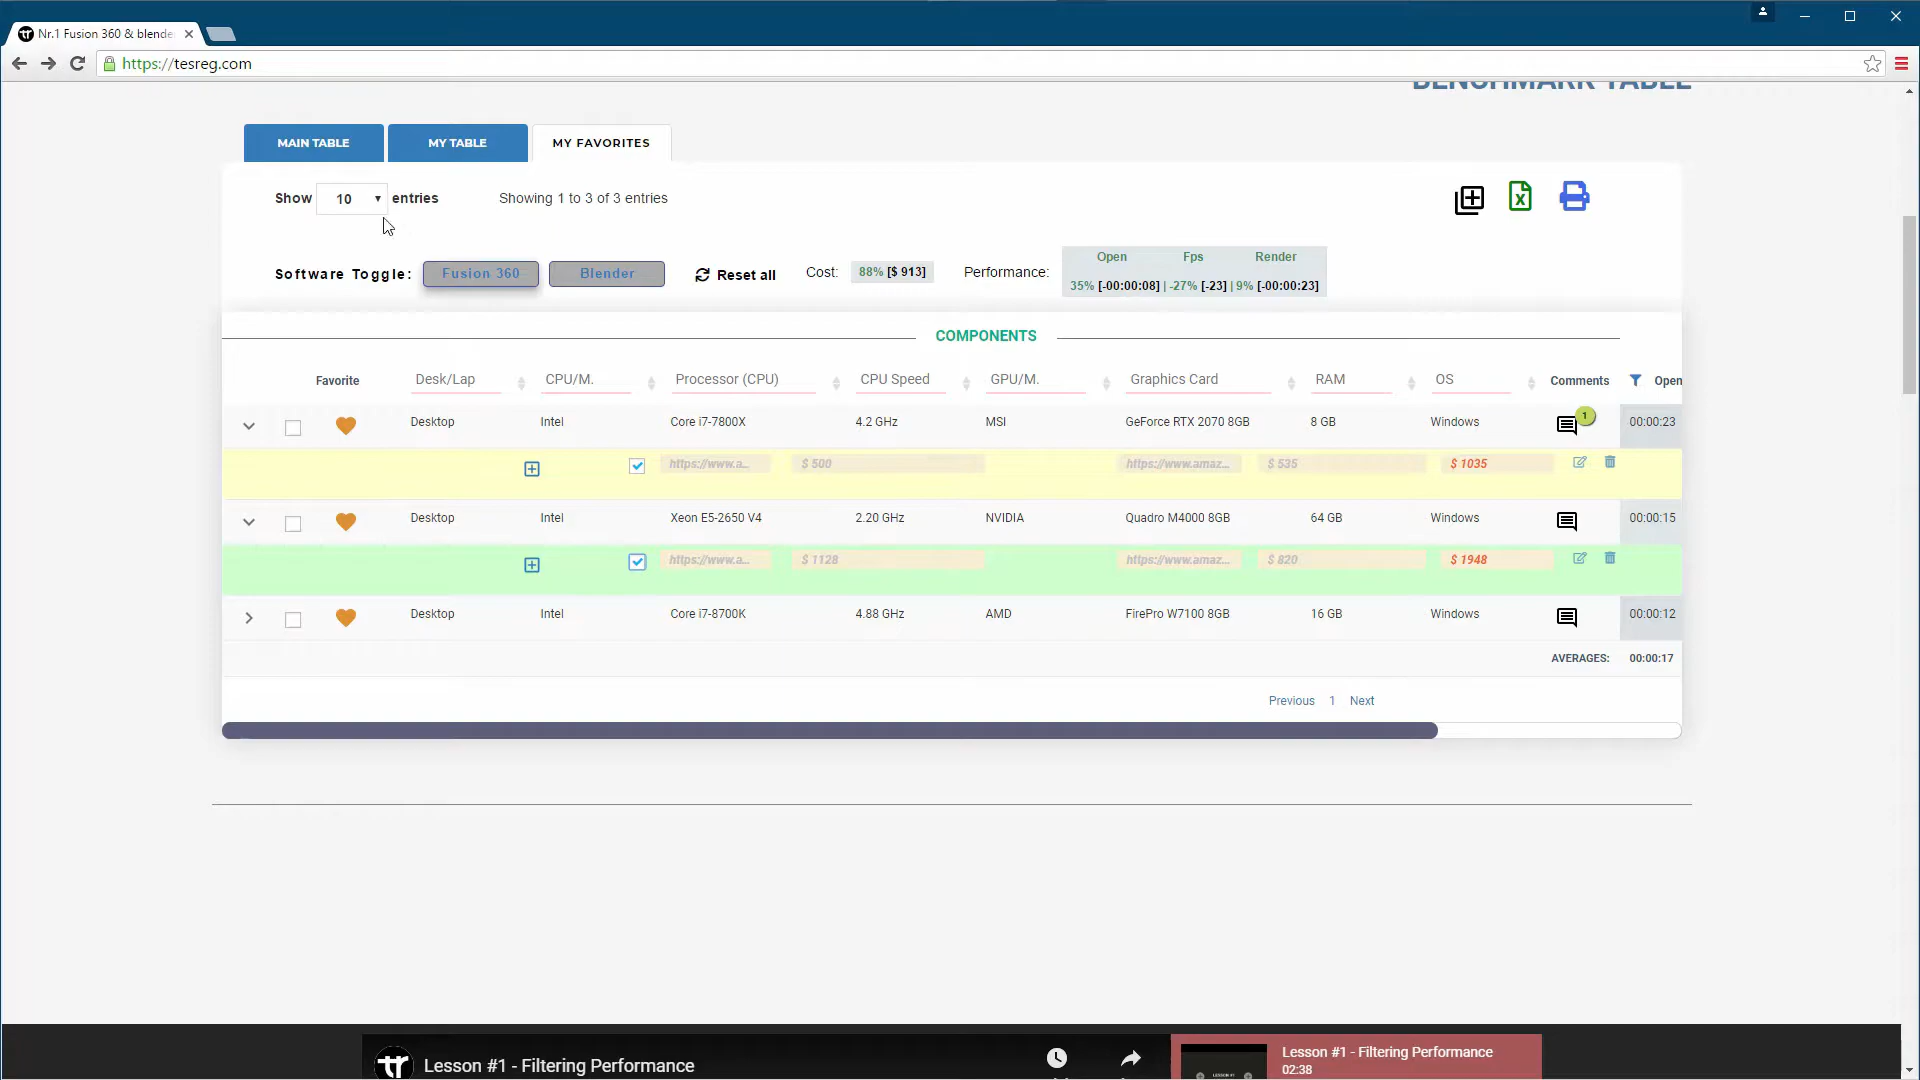 Nr.1 Fusion 360 & blende
https://tesreg.com
BENCHMARK TABLE
MAIN TABLE
MY TABLE
MY FAVORITES
Show 10 entries
Showing 1 to 3 of 3 entries
Software Toggle:
Fusion 360
Blender
Reset all
Cost: 88% [$ 913]
Performance:
Open Fps Render
35% [-00:00:08] | -27% [-23] | 9% [-00:00:23]
COMPONENTS
Favorite Desk/Lap CPU/M. Processor (CPU) CPU Speed GPU/M. Graphics Card RAM OS Comments Open
Desktop Intel Core i7-7800X 4.2 GHz MSI GeForce RTX 2070 8GB 8 GB Windows 1 00:00:23
https://www.a... $ 500 https://www.amaz... $ 535 $ 1035
Desktop Intel Xeon E5-2650 V4 2.20 GHz NVIDIA Quadro M4000 8GB 64 GB Windows 00:00:15
https://www.a... $ 1128 https://www.amaz... $ 820 $ 1948
Desktop Intel Core i7-8700K 4.88 GHz AMD FirePro W7100 8GB 16 GB Windows 00:00:12
AVERAGES: 00:00:17
Previous 1 Next
Lesson #1 - Filtering Performance
Lesson #1 - Filtering Performance
02:38